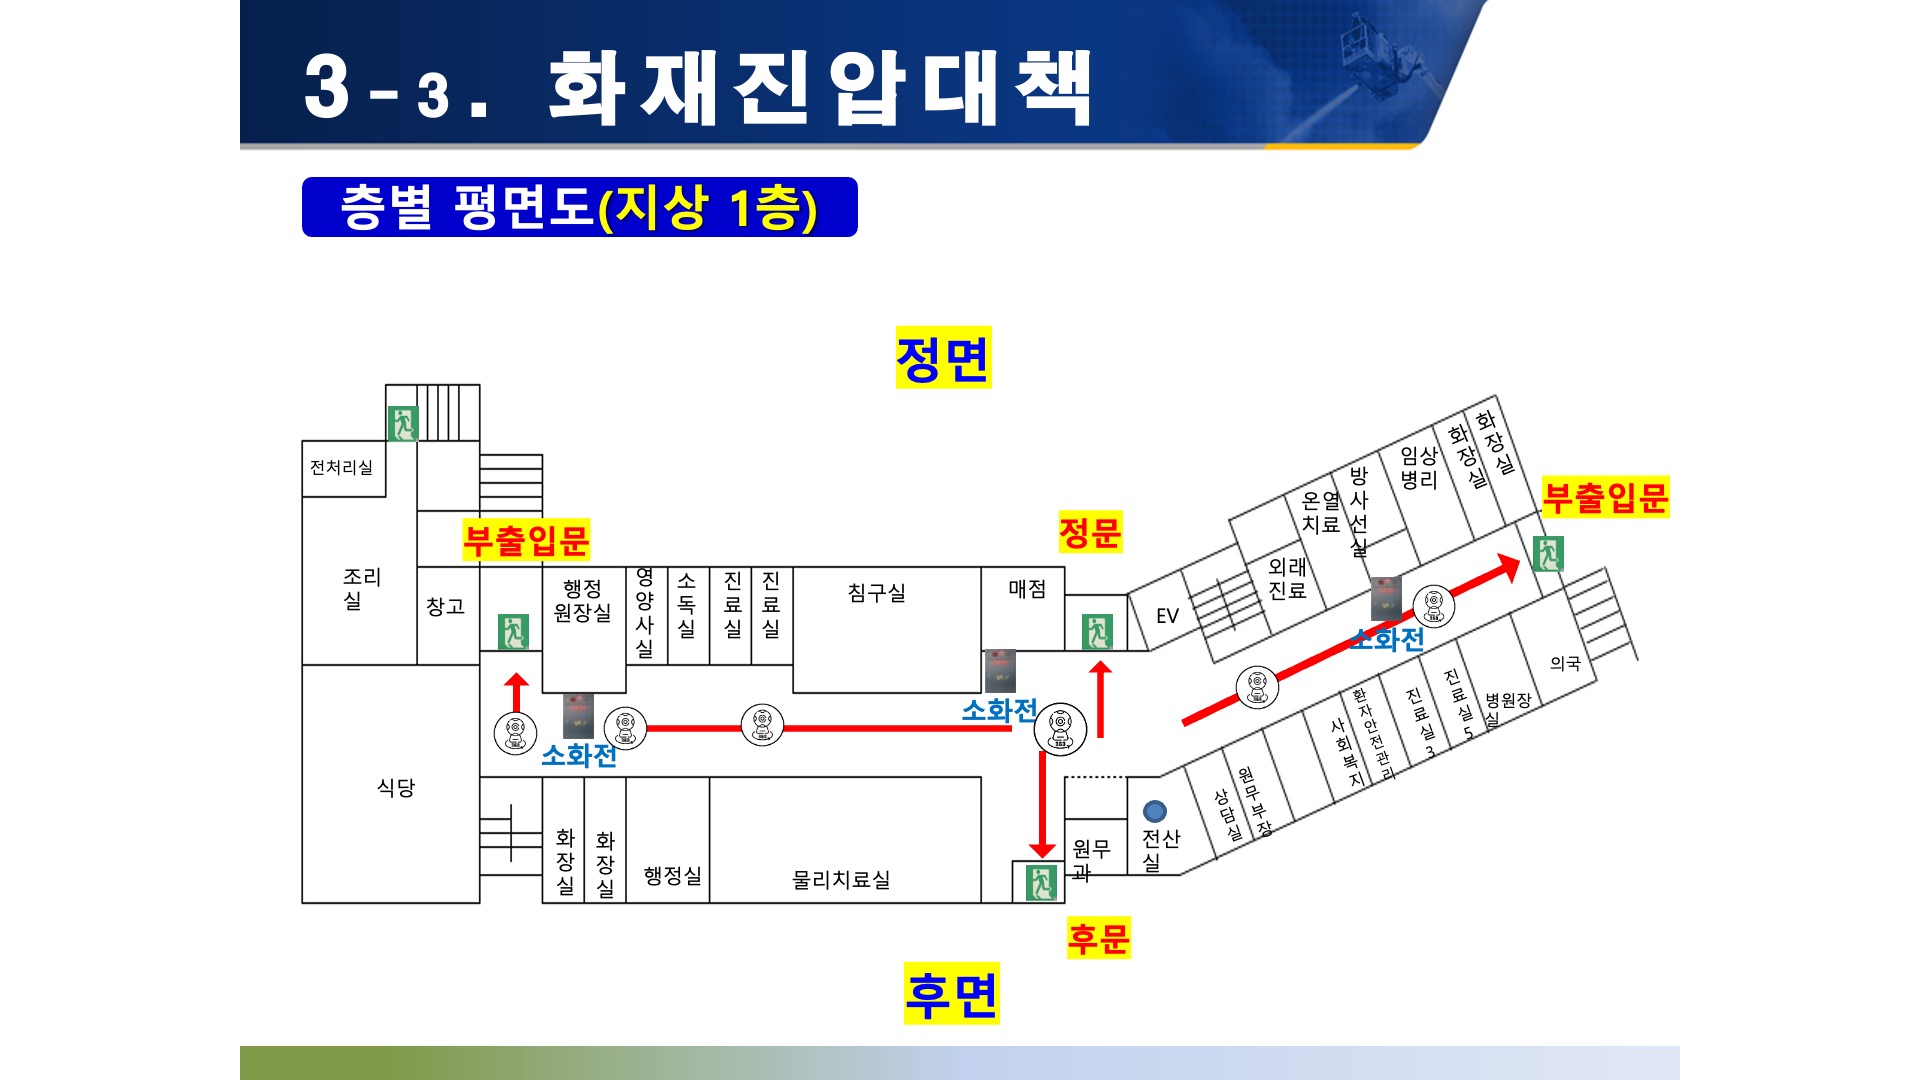 3-3. 화재진압대책
층별 평면도(지상 1층)
정면
전처리실
조리
실
창고
식당
부출입문
행정
원장실
영양사실
소독실
진료실
진료실
침구실
매점
정문
EV
외래
진료
온열
치료
방사선실
임상
병리
화장실
화장실
부출입문
소화전
소화전
소화전
의국
병원장
실
진료실5
진료실3
환자안전관리
사회복지
원무부장
상담실
전산
실
원무
과
화장실
화장실
행정실
물리치료실
후문
후면